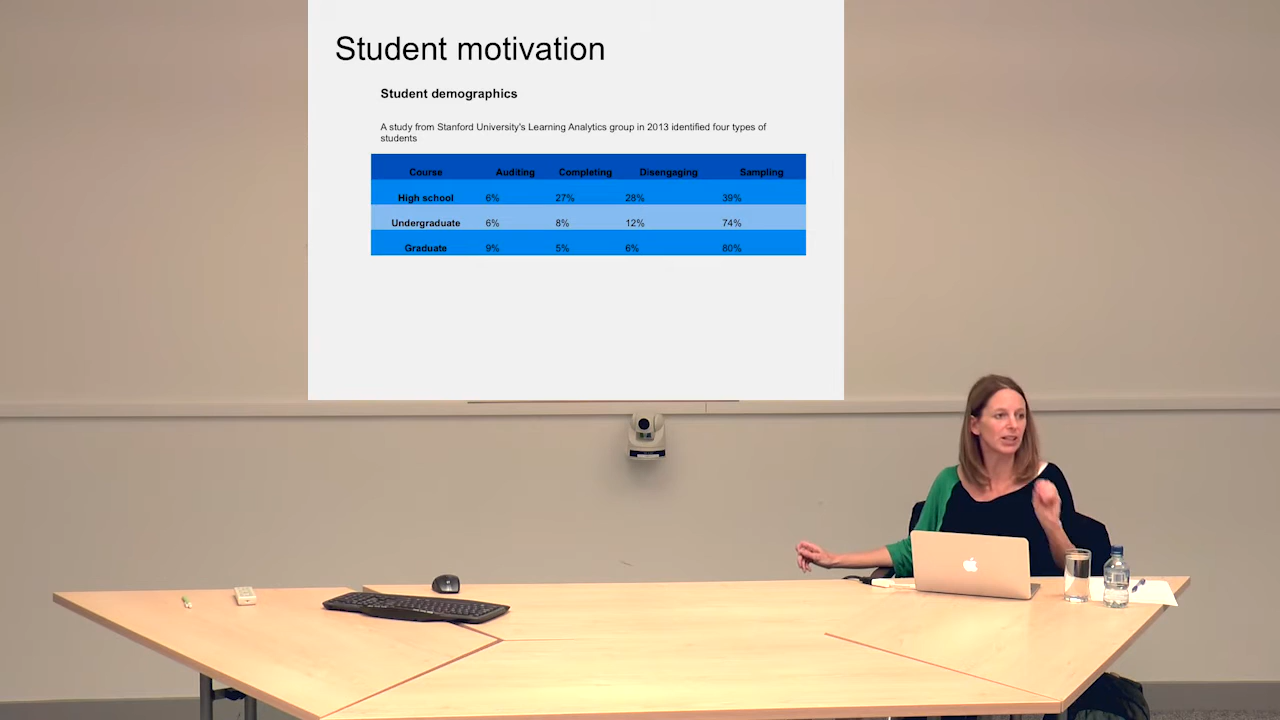 Student motivation
Student demographics
A study from Stanford University's Learning Analytics group in 2013 identified four types of
students
Course Auditing Completing Disengaging Sampling
High school 6% 27% 28% 39%
Undergraduate 6% 8% 12% 74%
Graduate 9% 5% 6% 80%